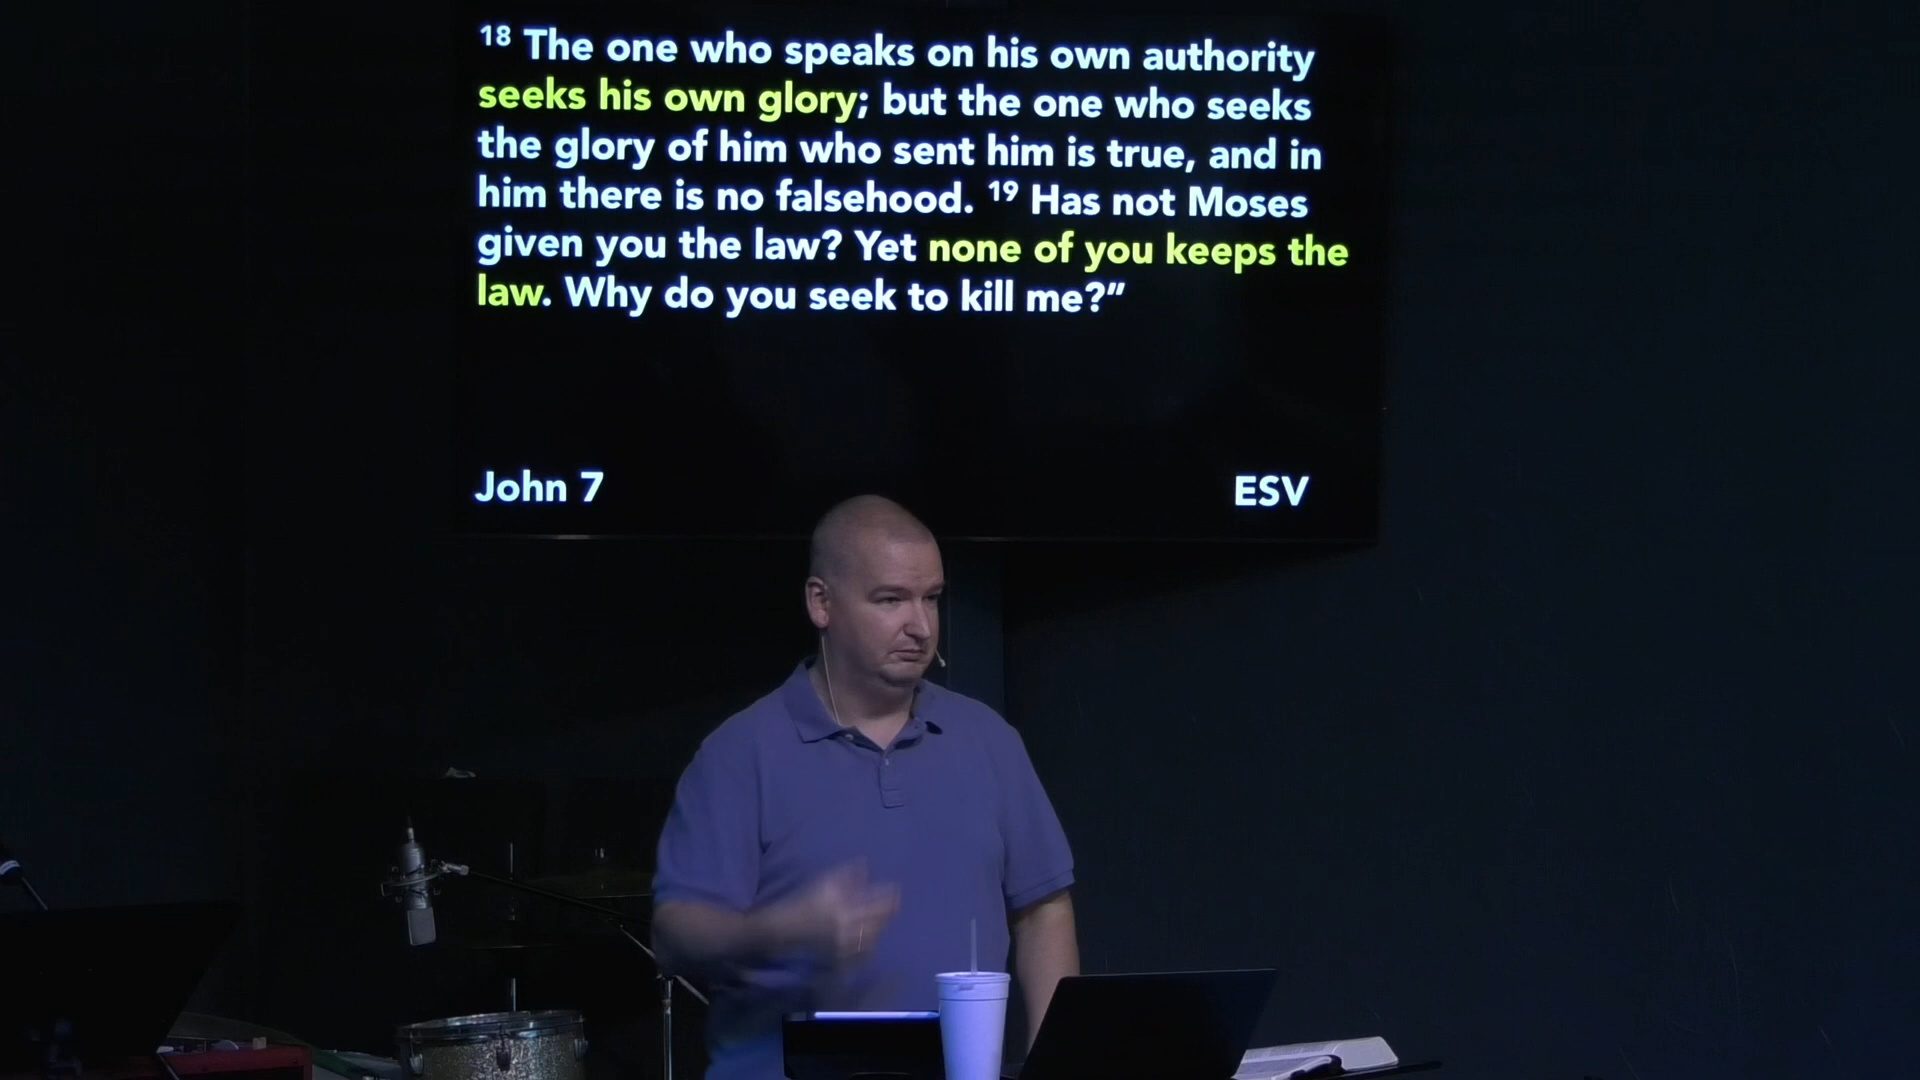 18 The one who speaks on his own authority
seeks his own glory; but the one who seeks
the glory of him who sent him is true, and in
him there is no falsehood. 19 Has not Moses
given you the law? Yet none of you keeps the
law. Why do you seek to kill me?”
John 7
ESV